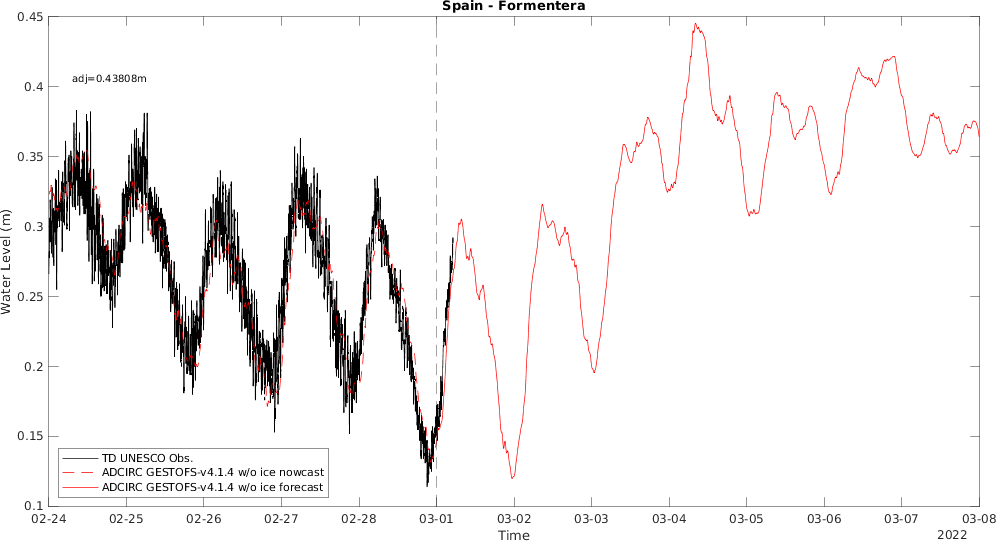 Spain - Formentera
adj=0.43808m
Water Level (m)
0.45
0.4
0.35
0.3
0.25
0.2
0.15
0.1
TD UNESCO Obs.
ADCIRC GESTOFS-v4.1.4 w/o ice nowcast
ADCIRC GESTOFS-v4.1.4 w/o ice forecast
02-24 02-25 02-26 02-27 02-28 03-01 03-02 03-03 03-04 03-05 03-06 03-07 03-08
Time
2022